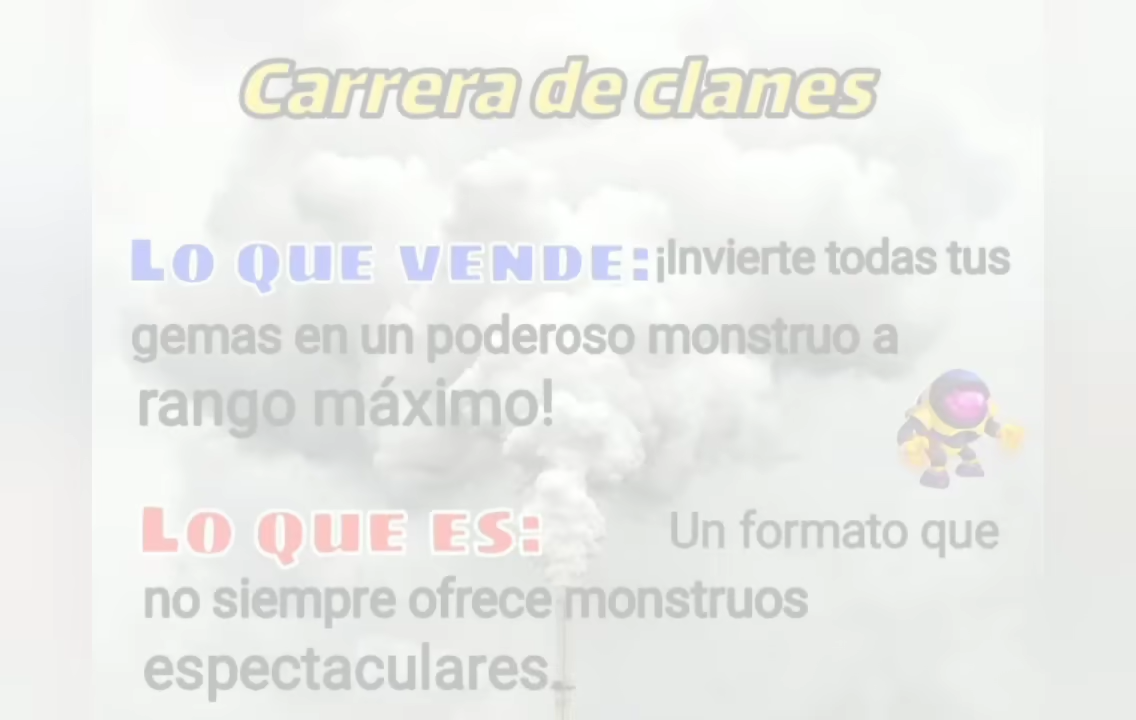 Carrera de clanes
Lo que vende: ¡Invierte todas tus
gemas en un poderoso monstruo a
rango máximo!
Lo que es: Un formato que
no siempre ofrece monstruos
espectaculares.